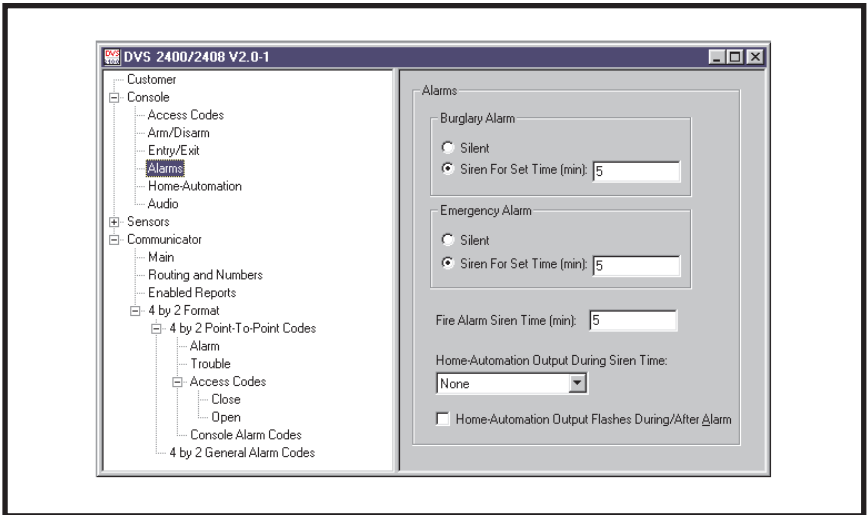 DVS 2400/2408 V2.0-1
Customer
Console
Access Codes
Arm/Disarm
Entry/Exit
Alarms
Home-Automation
Audio
Sensors
Communicator
Main
Routing and Numbers
Enabled Reports
4 by 2 Format
4 by 2 Point-To-Point Codes
Alarm
Trouble
Access Codes
Close
Open
Console Alarm Codes
4 by 2 General Alarm Codes
Alarms
Burglary Alarm
Silent
Siren For Set Time (min): 5
Emergency Alarm
Silent
Siren For Set Time (min): 5
Fire Alarm Siren Time (min): 5
Home-Automation Output During Siren Time:
None
Home-Automation Output Flashes During/After Alarm